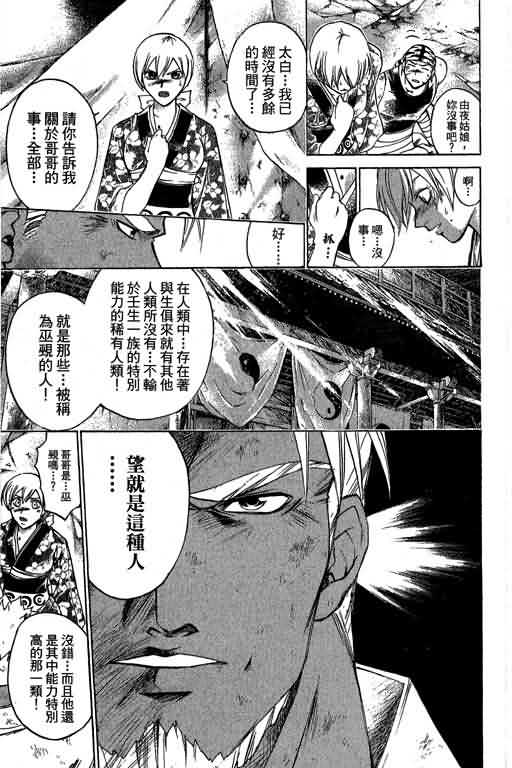 由夜姑娘，
妳沒事吧？
嗯…沒
事…
抓…
太白…我已
經沒有多餘
的時間了…
請你告訴我
關於哥哥的
事…全部…
好…
在人類中…存在著
與生俱來就有其他
人類所沒有…不輸
於壬生一族的特別
能力的稀有人類！
就是那些…被稱
為巫覡的人！
望就是這種人
……
哥哥是…巫
覡嗎…？
沒錯…而且他還
是其中能力特別
高的那一類！